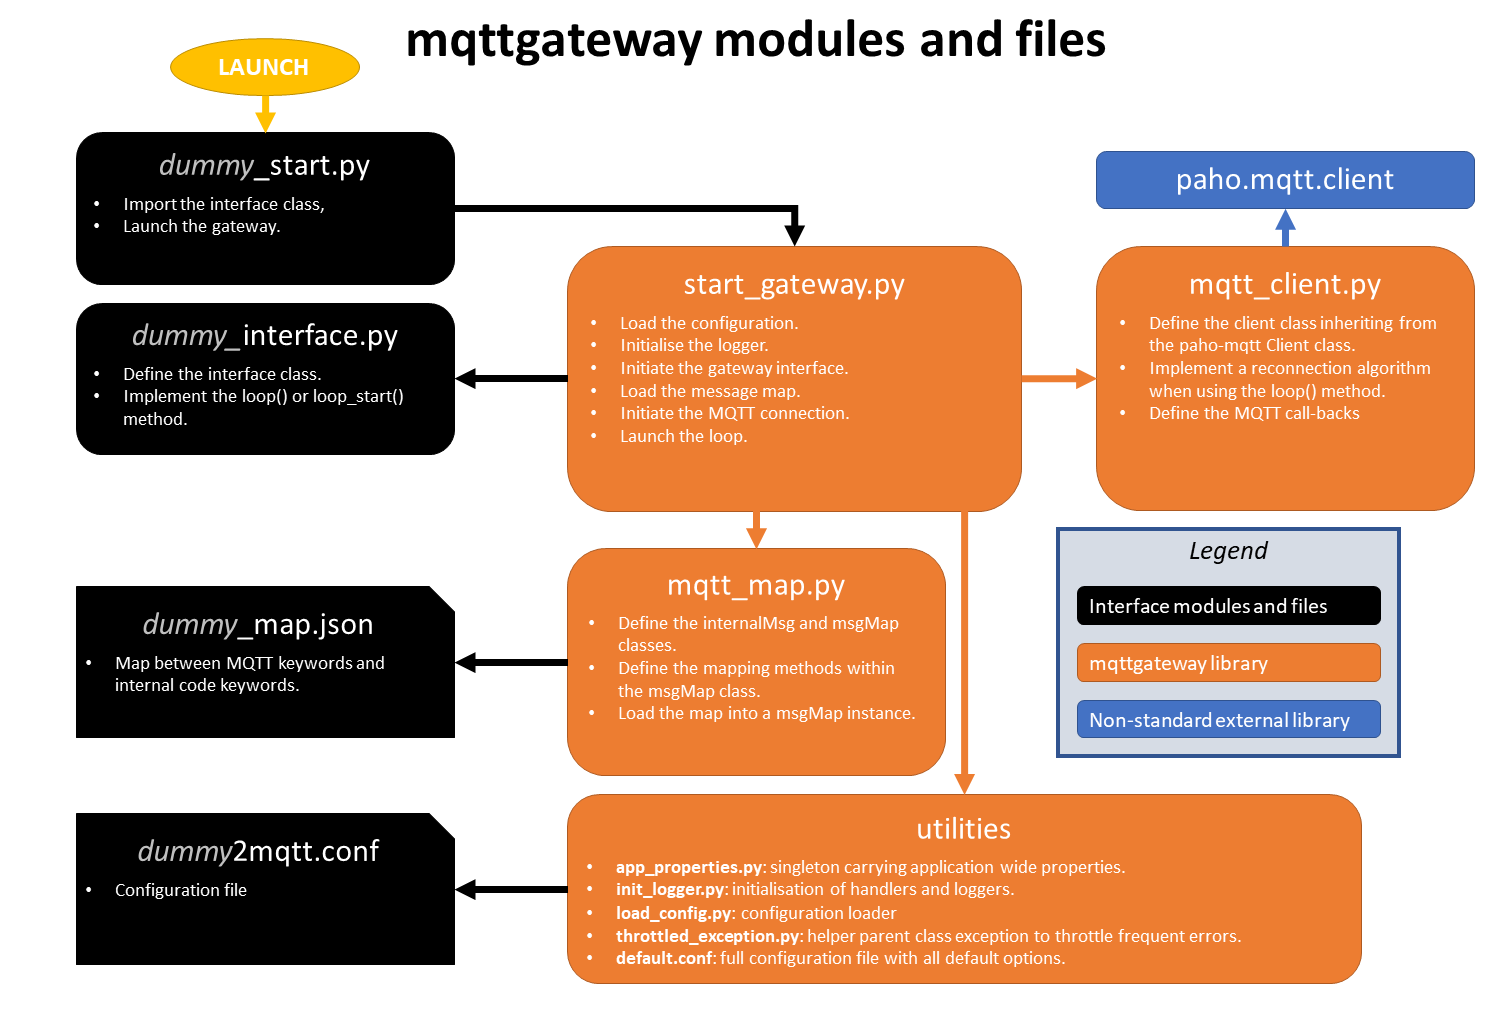 mqttgateway modules and files
LAUNCH
dummy_start.py
• Import the interface class,
• Launch the gateway.
paho.mqtt.client
start_gateway.py
• Load the configuration.
• Initialise the logger.
• Initiate the gateway interface.
• Load the message map.
• Initiate the MQTT connection.
• Launch the loop.
mqtt_client.py
• Define the client class inheriting from
the paho-mqtt Client class.
• Implement a reconnection algorithm
when using the loop() method.
• Define the MQTT call-backs
dummy_interface.py
• Define the interface class.
• Implement the loop() or loop_start()
method.
Legend
Interface modules and files
mqttgateway library
Non-standard external library
mqtt_map.py
• Define the internalMsg and msgMap
classes.
• Define the mapping methods within
the msgMap class.
• Load the map into a msgMap instance.
dummy_map.json
• Map between MQTT keywords and
internal code keywords.
utilities
• app_properties.py: singleton carrying application wide properties.
• init_logger.py: initialisation of handlers and loggers.
• load_config.py: configuration loader
• throttled_exception.py: helper parent class exception to throttle frequent errors.
• default.conf: full configuration file with all default options.
dummy2mqtt.conf
• Configuration file